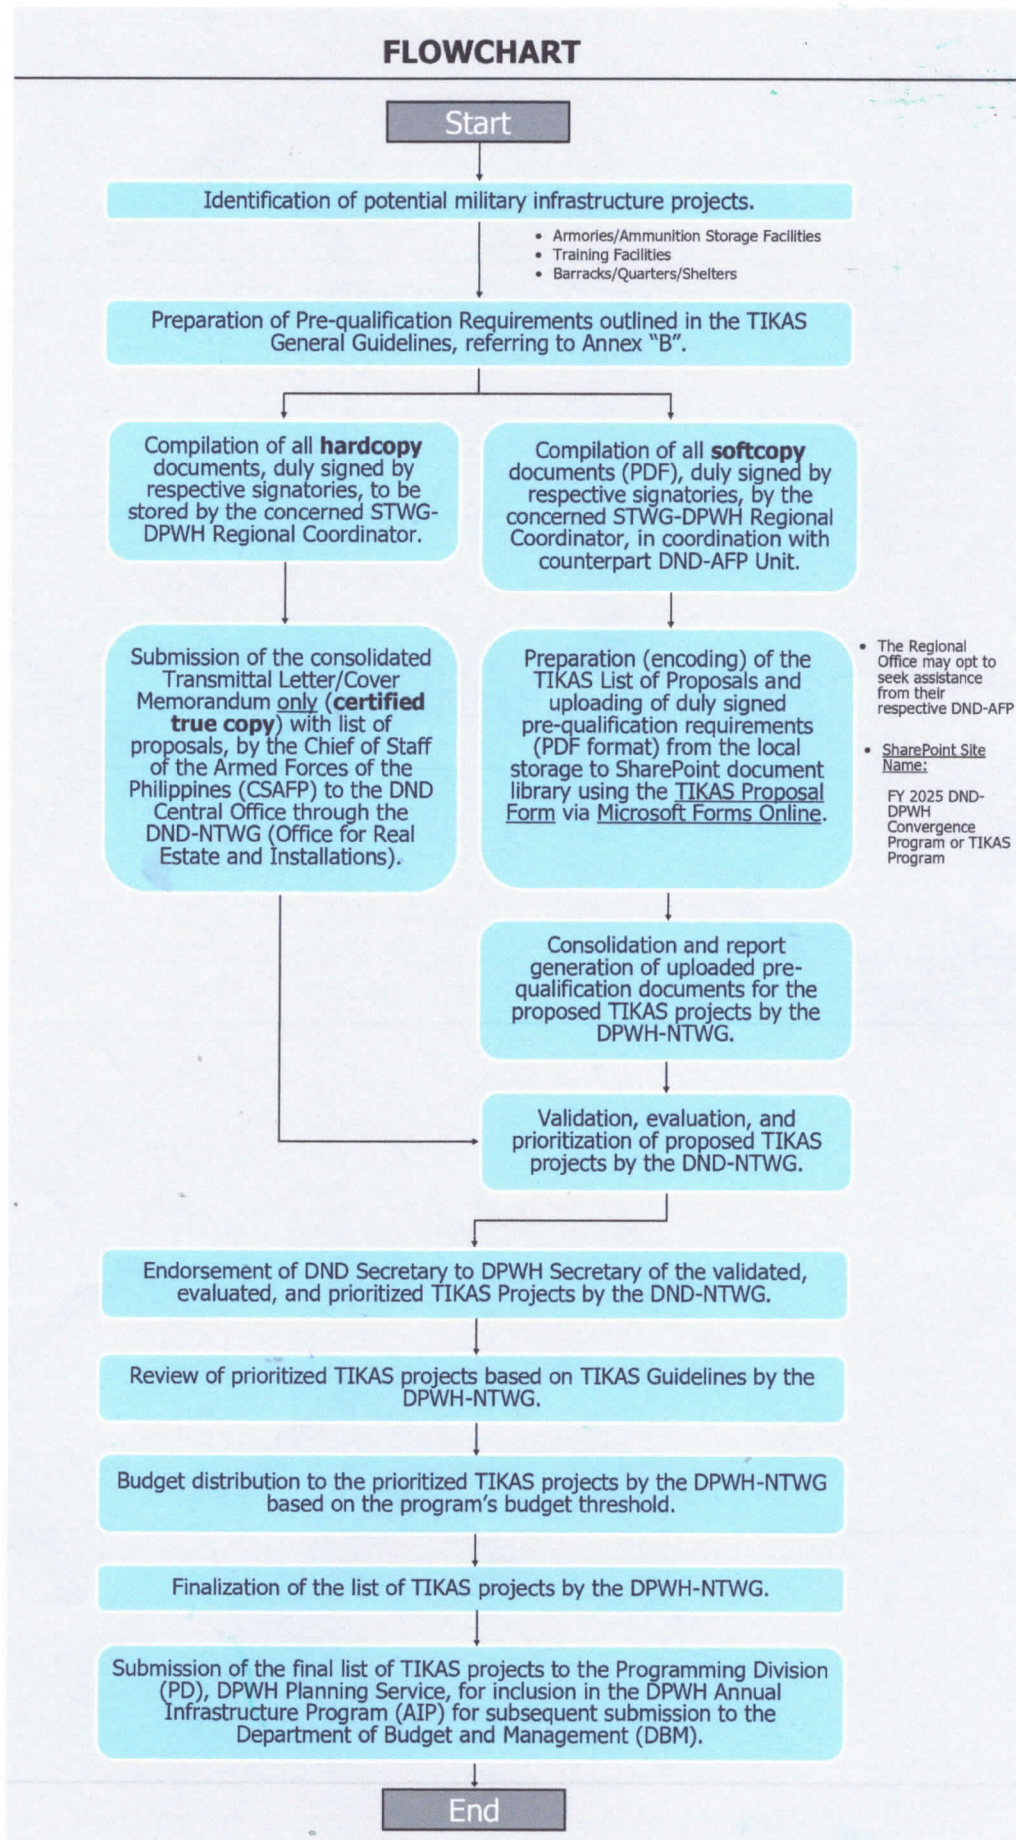 FLOWCHART
Start
Identification of potential military infrastructure projects.
• Armories/Ammunition Storage Facilities
• Training Facilities
• Barracks/Quarters/Shelters
Preparation of Pre-qualification Requirements outlined in the TIKAS
General Guidelines, referring to Annex “B”.
Compilation of all hardcopy
documents, duly signed by
respective signatories, to be
stored by the concerned STWG-
DPWH Regional Coordinator.
Compilation of all softcopy
documents (PDF), duly signed by
respective signatories, by the
concerned STWG-DPWH Regional
Coordinator, in coordination with
counterpart DND-AFP Unit.
Submission of the consolidated
Transmittal Letter/Cover
Memorandum only (certified
true copy) with list of
proposals, by the Chief of Staff
of the Armed Forces of the
Philippines (CSAFP) to the DND
Central Office through the
DND-NTWG (Office for Real
Estate and Installations).
Preparation (encoding) of the
TIKAS List of Proposals and
uploading of duly signed
pre-qualification requirements
(PDF format) from the local
storage to SharePoint document
library using the TIKAS Proposal
Form via Microsoft Forms Online.
• The Regional
Office may opt to
seek assistance
from their
respective DND-AFP
• SharePoint Site
Name:
FY 2025 DND-
DPWH
Convergence
Program or TIKAS
Program
Consolidation and report
generation of uploaded pre-
qualification documents for the
proposed TIKAS projects by the
DPWH-NTWG.
Validation, evaluation, and
prioritization of proposed TIKAS
projects by the DND-NTWG.
Endorsement of DND Secretary to DPWH Secretary of the validated,
evaluated, and prioritized TIKAS Projects by the DND-NTWG.
Review of prioritized TIKAS projects based on TIKAS Guidelines by the
DPWH-NTWG.
Budget distribution to the prioritized TIKAS projects by the DPWH-NTWG
based on the program’s budget threshold.
Finalization of the list of TIKAS projects by the DPWH-NTWG.
Submission of the final list of TIKAS projects to the Programming Division
(PD), DPWH Planning Service, for inclusion in the DPWH Annual
Infrastructure Program (AIP) for subsequent submission to the
Department of Budget and Management (DBM).
End